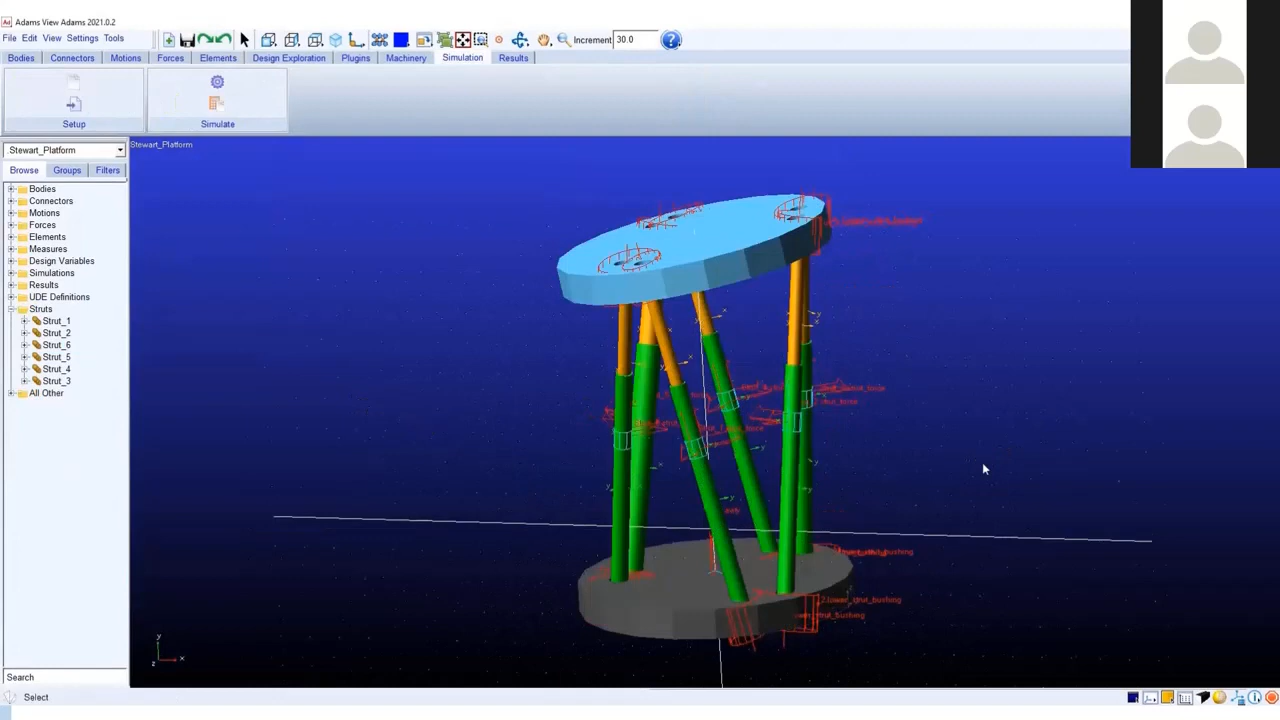 Adams View Adams 2021.0.2
File Edit View Settings Tools
Increment 30.0
Bodies Connectors Motions Forces Elements Design Exploration Plugins Machinery Simulation Results
Setup Simulate
.Stewart_Platform
Stewart_Platform
Browse Groups Filters
Bodies
Connectors
Motions
Forces
Elements
Measures
Design Variables
Simulations
Results
UDE Definitions
Struts
Strut_1
Strut_2
Strut_6
Strut_5
Strut_4
Strut_3
All Other
y
z x
Search
Select